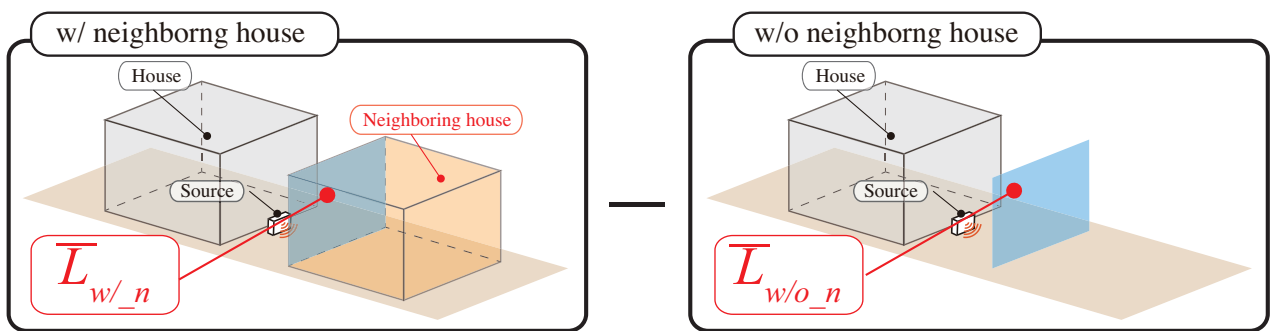 w/ neighborng house
House
Neighboring house
Source
L̅w/_n
—
w/o neighborng house
House
Source
L̅w/o_n